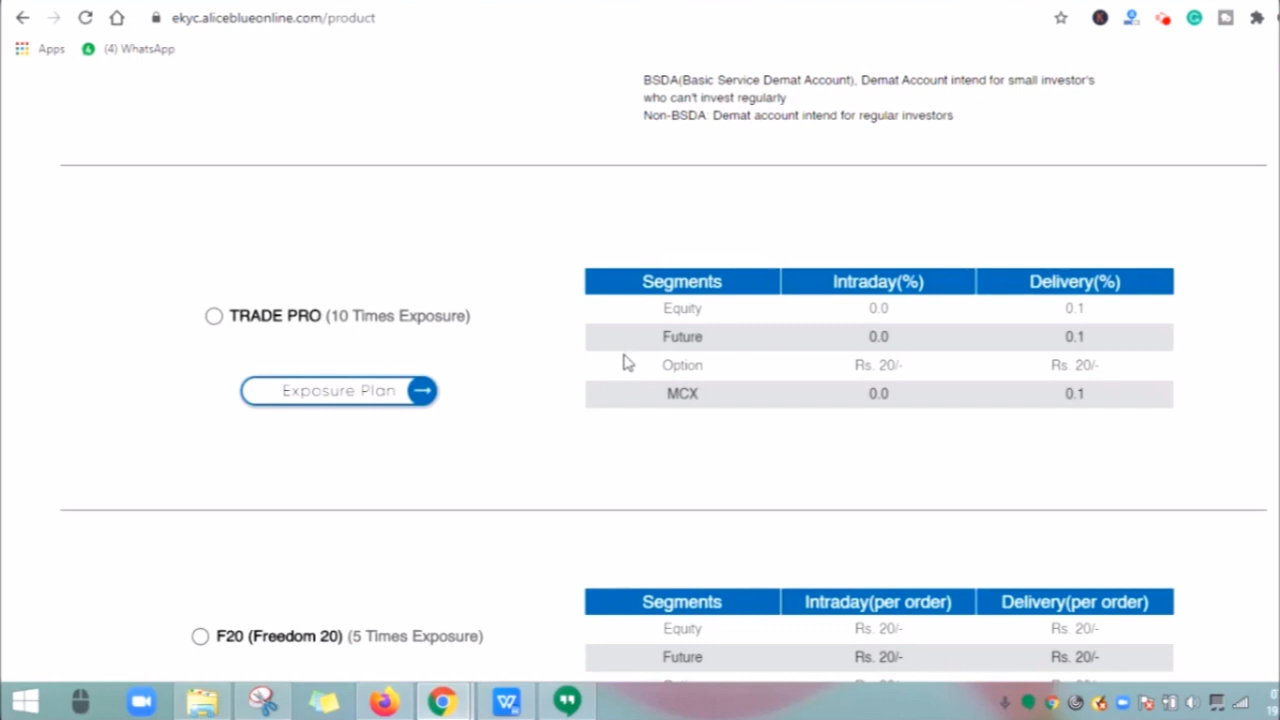 ekyc.aliceblueonline.com/product
Apps
(4) WhatsApp
BSDA(Basic Service Demat Account), Demat Account intend for small investor's
who can't invest regularly
Non-BSDA: Demat account intend for regular investors
TRADE PRO (10 Times Exposure)
Exposure Plan
Segments Intraday(%) Delivery(%)
Equity 0.0 0.1
Future 0.0 0.1
Option Rs. 20/- Rs. 20/-
MCX 0.0 0.1
F20 (Freedom 20) (5 Times Exposure)
Segments Intraday(per order) Delivery(per order)
Equity Rs. 20/- Rs. 20/-
Future Rs. 20/- Rs. 20/-